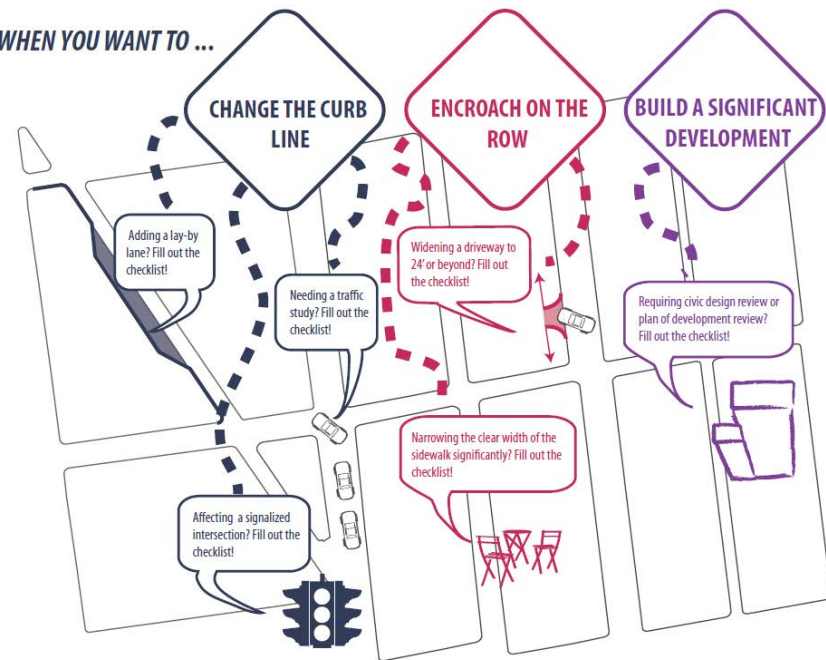 WHEN YOU WANT TO ...
CHANGE THE CURB
LINE
ENCROACH ON THE
ROW
BUILD A SIGNIFICANT
DEVELOPMENT
Adding a lay-by
lane? Fill out the
checklist!
Needing a traffic
study? Fill out the
checklist!
Widening a driveway to
24' or beyond? Fill out
the checklist!
Requiring civic design review or
plan of development review?
Fill out the checklist!
Narrowing the clear width of the
sidewalk significantly? Fill out the
checklist!
Affecting a signalized
intersection? Fill out the
checklist!